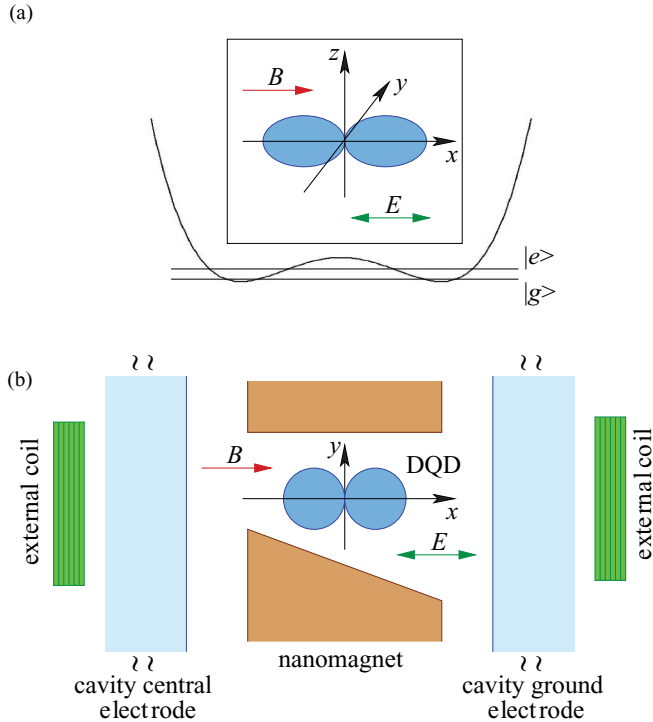 (a)
z
B
y
x
E
|e>
|g>
(b)
external coil
B
y
DQD
x
E
external coil
nanomagnet
cavity central
electrode
cavity ground
electrode